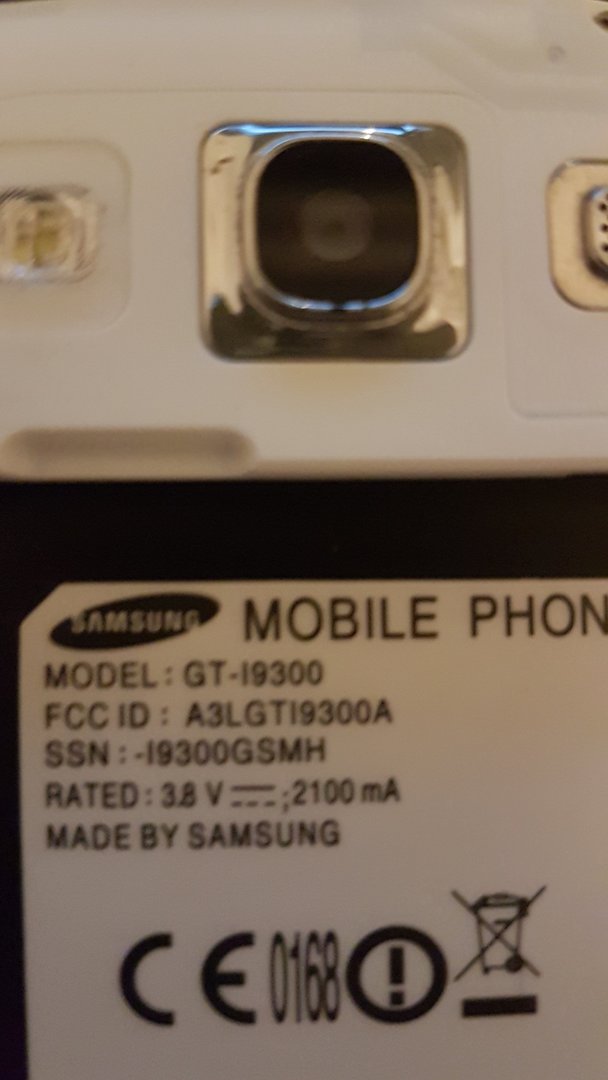 SAMSUNG MOBILE PHON
MODEL : GT-I9300
FCC ID : A3LGTI9300A
SSN : -I9300GSMH
RATED : 3.8 V ⎓ ; 2100 mA
MADE BY SAMSUNG
CE 0168